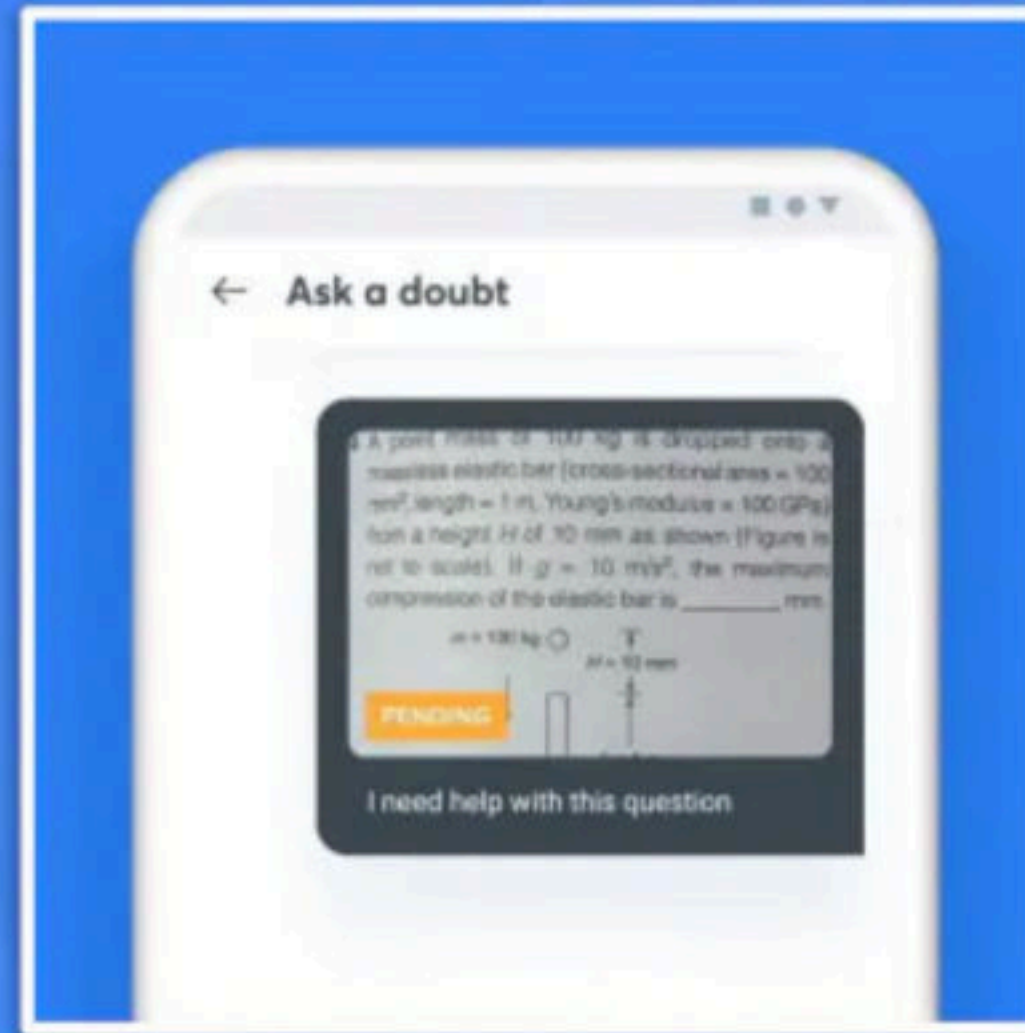 Ask a doubt
A point mass of 100 kg is dropped onto a
massless elastic bar (cross-sectional area = 100
mm², length = 1 m, Young's modulus = 100 GPa)
from a height H of 10 mm as shown (Figure is
not to scale). If g = 10 m/s², the maximum
compression of the elastic bar is ________ mm.
m = 100 kg
H = 10 mm
PENDING
I need help with this question